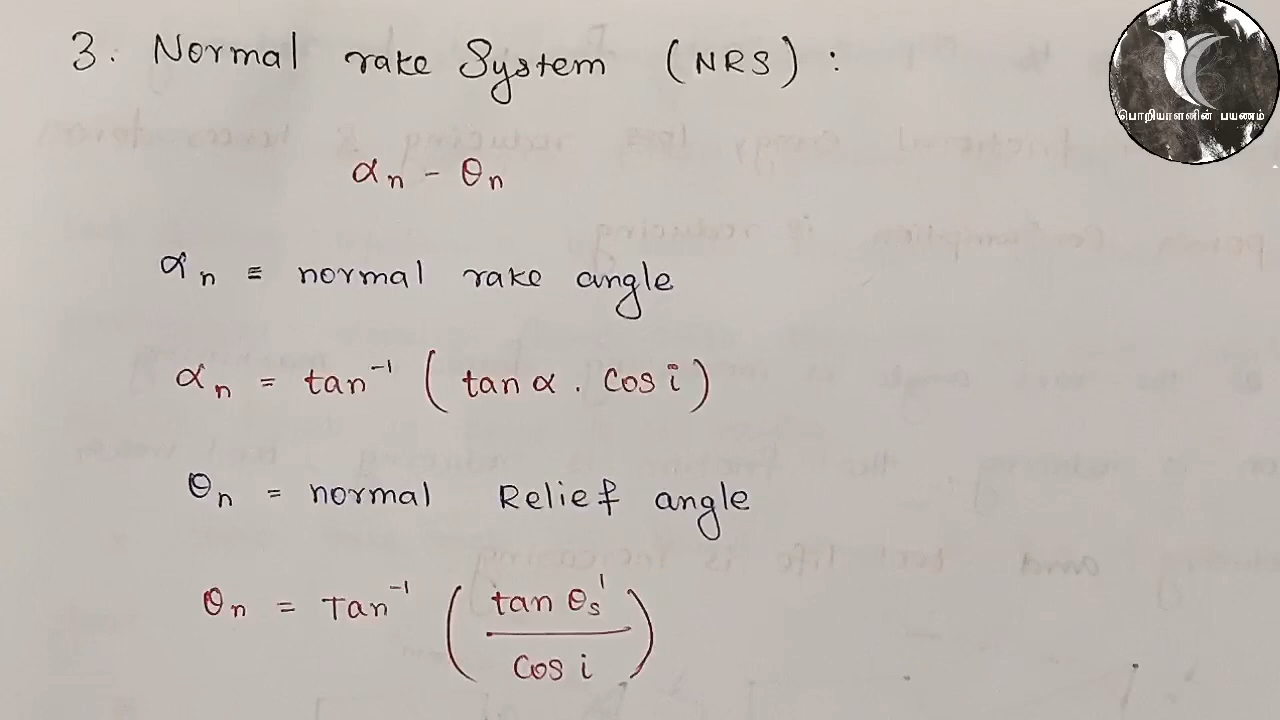 3. Normal rake System (NRS) :
பொறியாளனின் பயணம்
αn - θn
αn = normal rake angle
αn = tan⁻¹ ( tan α . Cos i )
θn = normal Relief angle
θn = Tan⁻¹ ( tan θs' / Cos i )